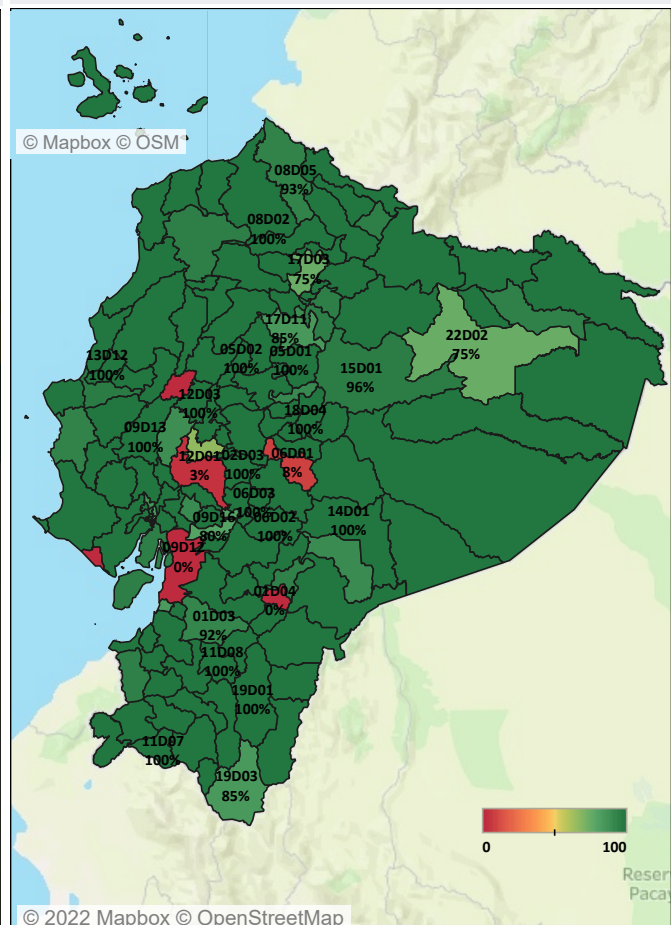 © Mapbox © OSM
08D05
93%
08D02
100%
17D03
75%
17D11
85%
22D02
75%
13D12
100%
05D02
100%
05D01
100%
15D01
96%
12D03
100%
18D04
100%
09D13
100%
12D01
3%
02D03
100%
06D01
8%
06D03
100%
09D16
80%
06D02
100%
14D01
100%
09D12
0%
01D04
0%
01D03
92%
11D08
100%
19D01
100%
11D07
100%
19D03
85%
0 100
Reser
Pacay
© 2022 Mapbox © OpenStreetMap